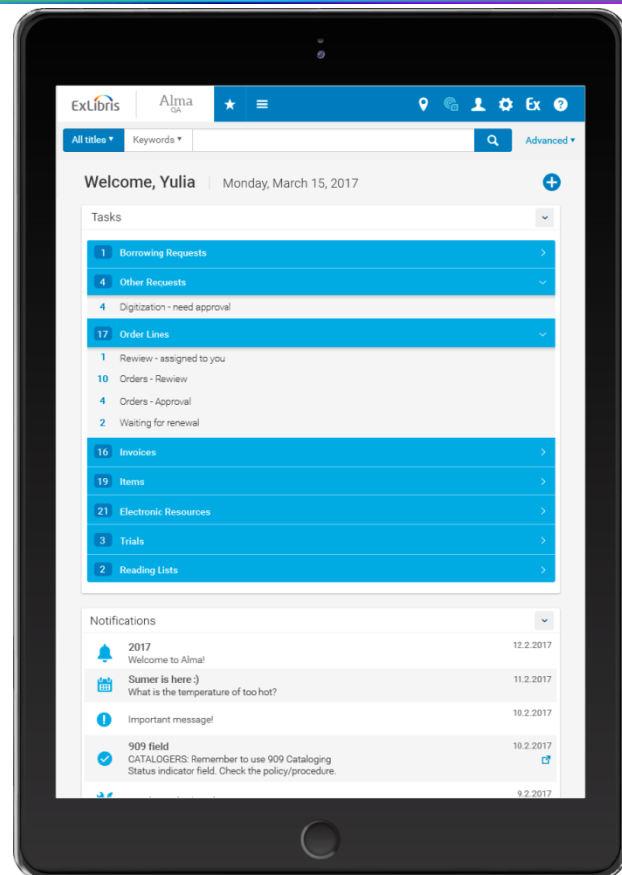 ExLibris
Alma
QA
Ex
?
All titles
Keywords
Advanced
Welcome, Yulia
Monday, March 15, 2017
Tasks
1 Borrowing Requests
4 Other Requests
4 Digitization - need approval
17 Order Lines
1 Rewiew - assigned to you
10 Orders - Rewiew
4 Orders - Approval
2 Waiting for renewal
16 Invoices
19 Items
21 Electronic Resources
3 Trials
2 Reading Lists
Notifications
2017 12.2.2017
Welcome to Alma!
Sumer is here :) 11.2.2017
What is the temperature of too hot?
Important message! 10.2.2017
909 field 10.2.2017
CATALOGERS: Remember to use 909 Cataloging
Status indicator field. Check the policy/procedure.
9.2.2017